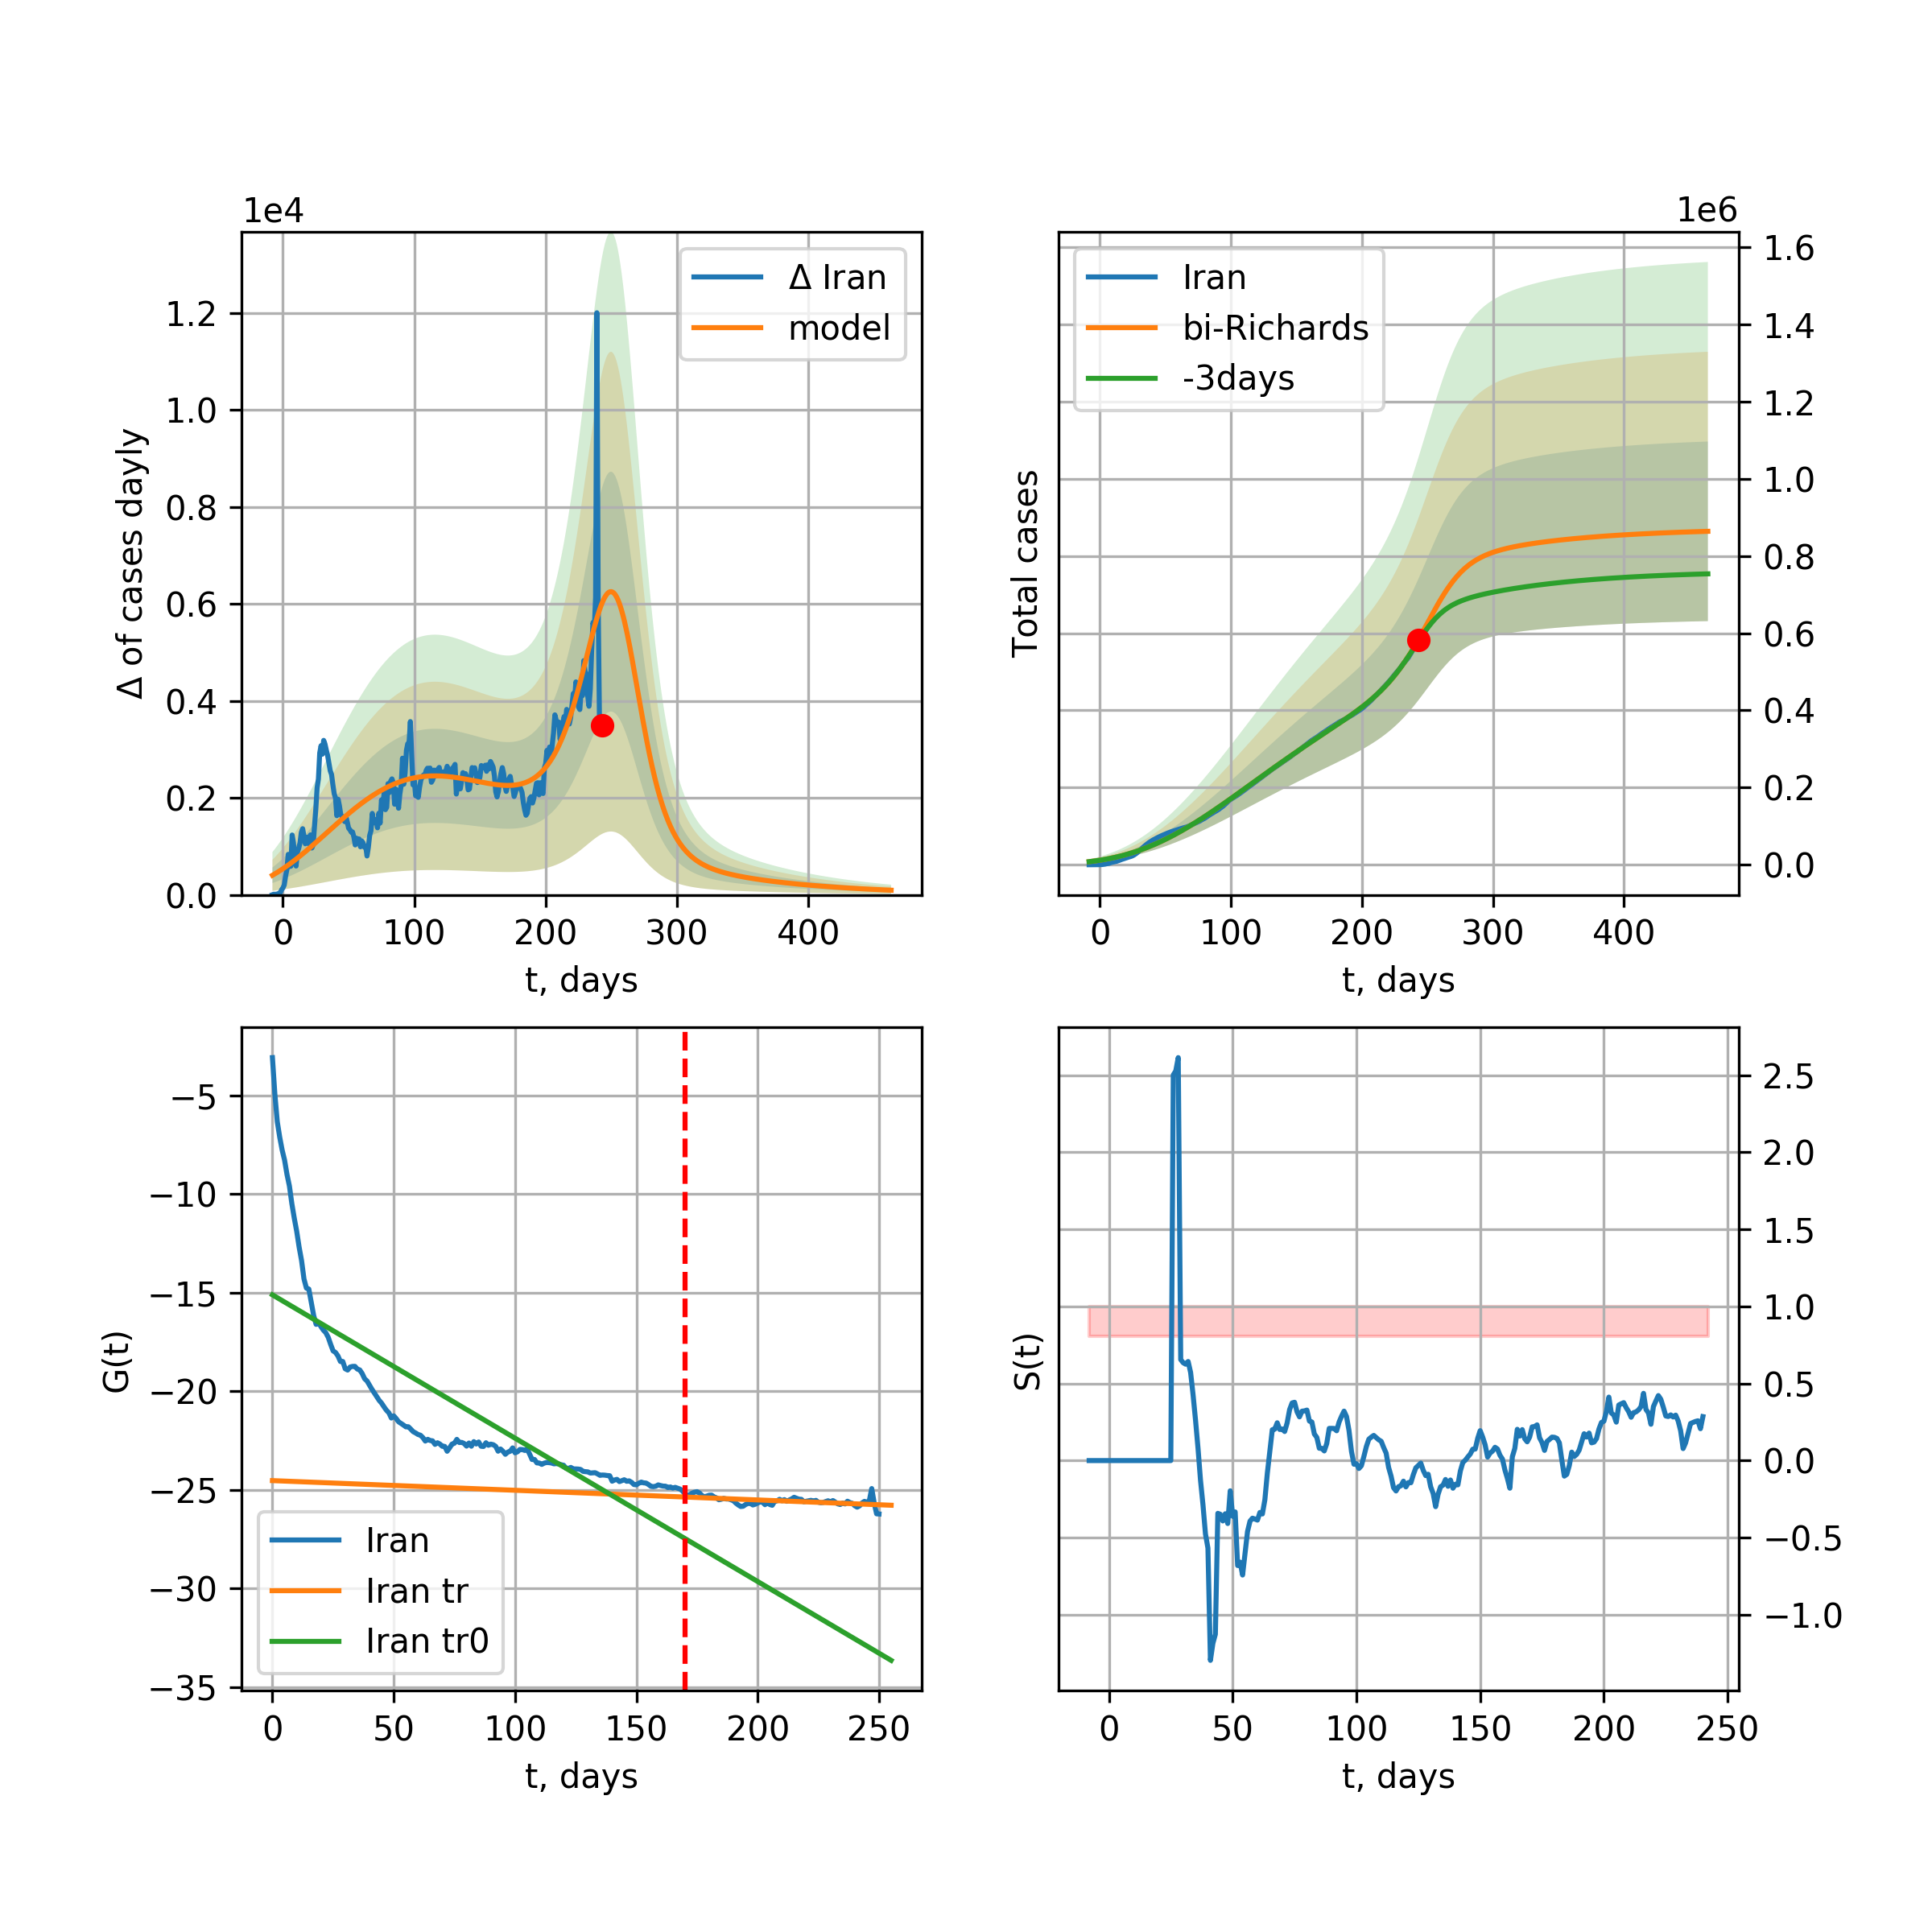 1e4
1.2
1.0
0.8
0.6
0.4
0.2
0.0
Δ of cases dayly
Δ Iran
model
0 100 200 300 400
t, days
1e6
1.6
1.4
1.2
1.0
0.8
0.6
0.4
0.2
0.0
Total cases
Iran
bi-Richards
-3days
0 100 200 300 400
t, days
−5
−10
−15
−20
−25
−30
−35
G(t)
Iran
Iran tr
Iran tr0
0 50 100 150 200 250
t, days
2.5
2.0
1.5
1.0
0.5
0.0
−0.5
−1.0
S(t)
0 50 100 150 200 250
t, days